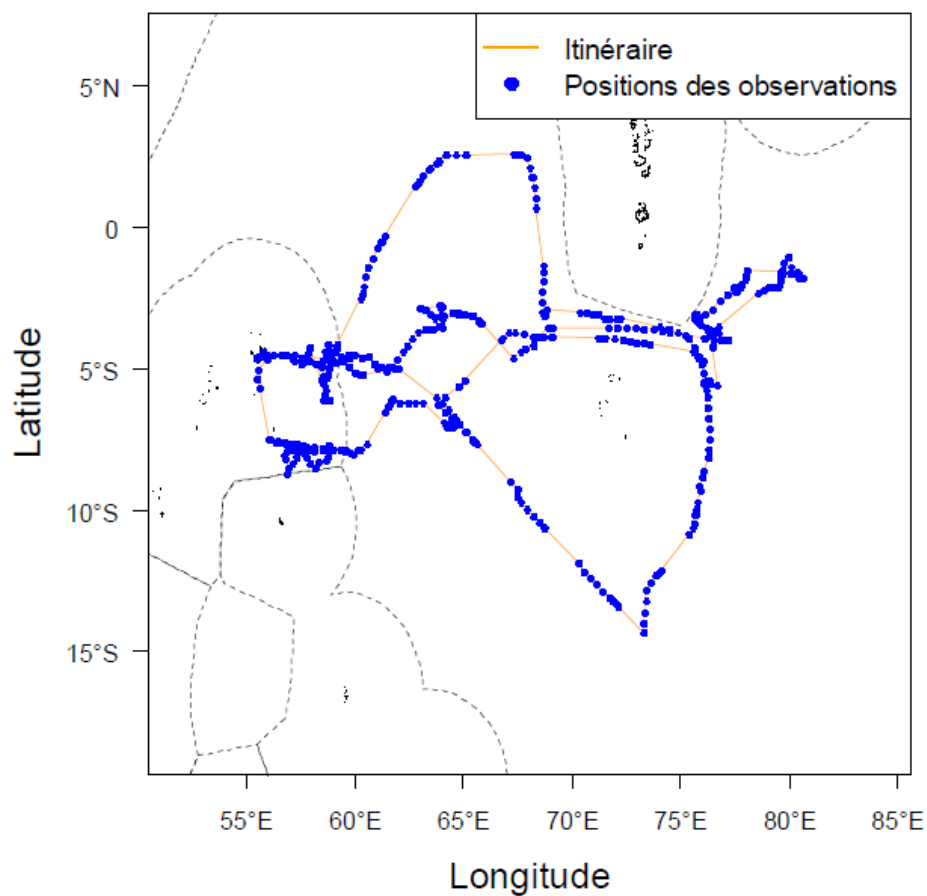 Itinéraire
Positions des observations
5°N
0
5°S
10°S
15°S
Latitude
55°E 60°E 65°E 70°E 75°E 80°E 85°E
Longitude